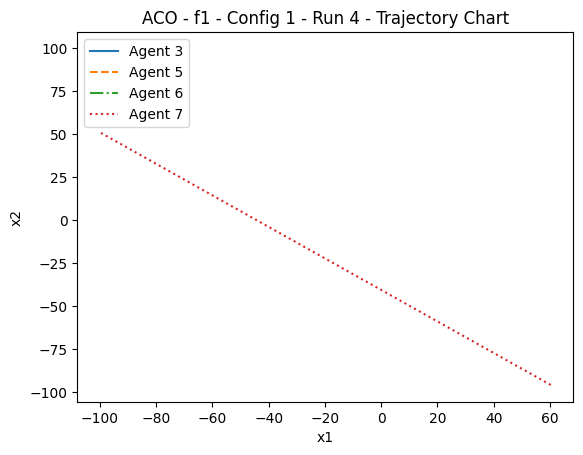 ACO - f1 - Config 1 - Run 4 - Trajectory Chart
Agent 3
Agent 5
Agent 6
Agent 7
100
75
50
25
0
−25
−50
−75
−100
x2
−100
−80
−60
−40
−20
0
20
40
60
x1